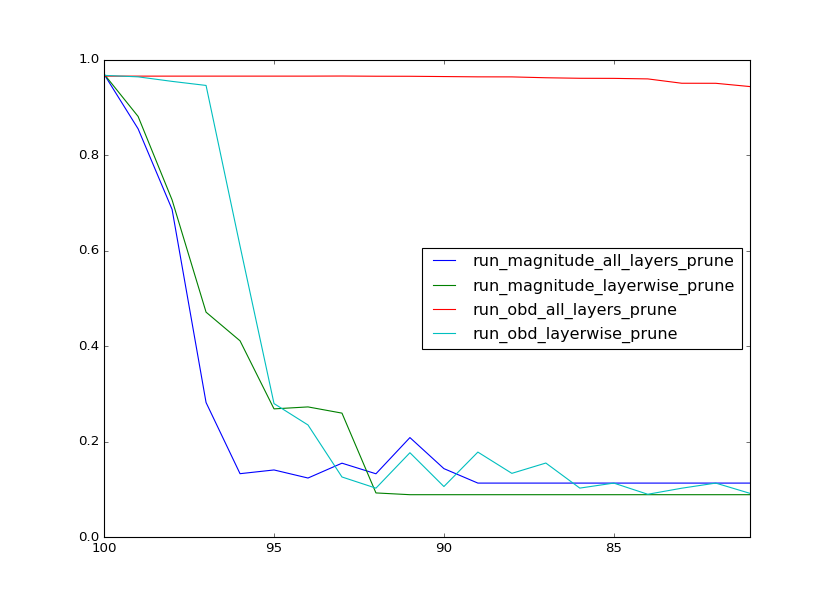 1.0
0.8
0.6
0.4
0.2
0.0
run_magnitude_all_layers_prune
run_magnitude_layerwise_prune
run_obd_all_layers_prune
run_obd_layerwise_prune
100 95 90 85